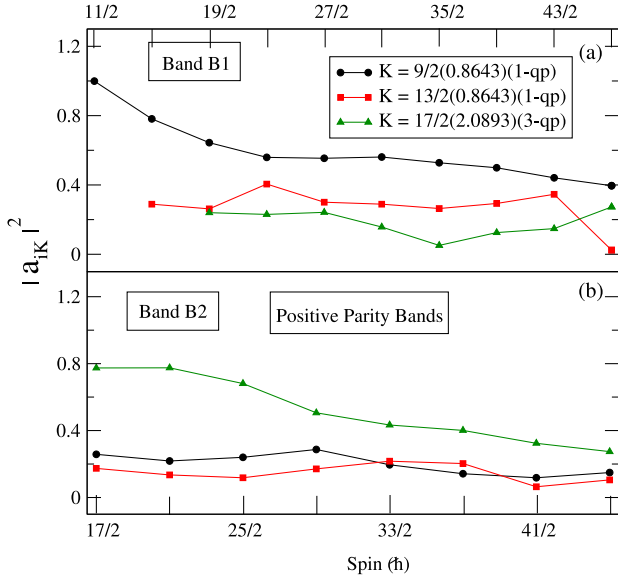 11/2 19/2 27/2 35/2 43/2
1.2
Band B1
(a)
K = 9/2(0.8643)(1-qp)
K = 13/2(0.8643)(1-qp)
K = 17/2(2.0893)(3-qp)
0.8
0.4
0
|a_{iK}|^2
(b)
1.2
Band B2
Positive Parity Bands
0.8
0.4
0
17/2 25/2 33/2 41/2
Spin (ħ)